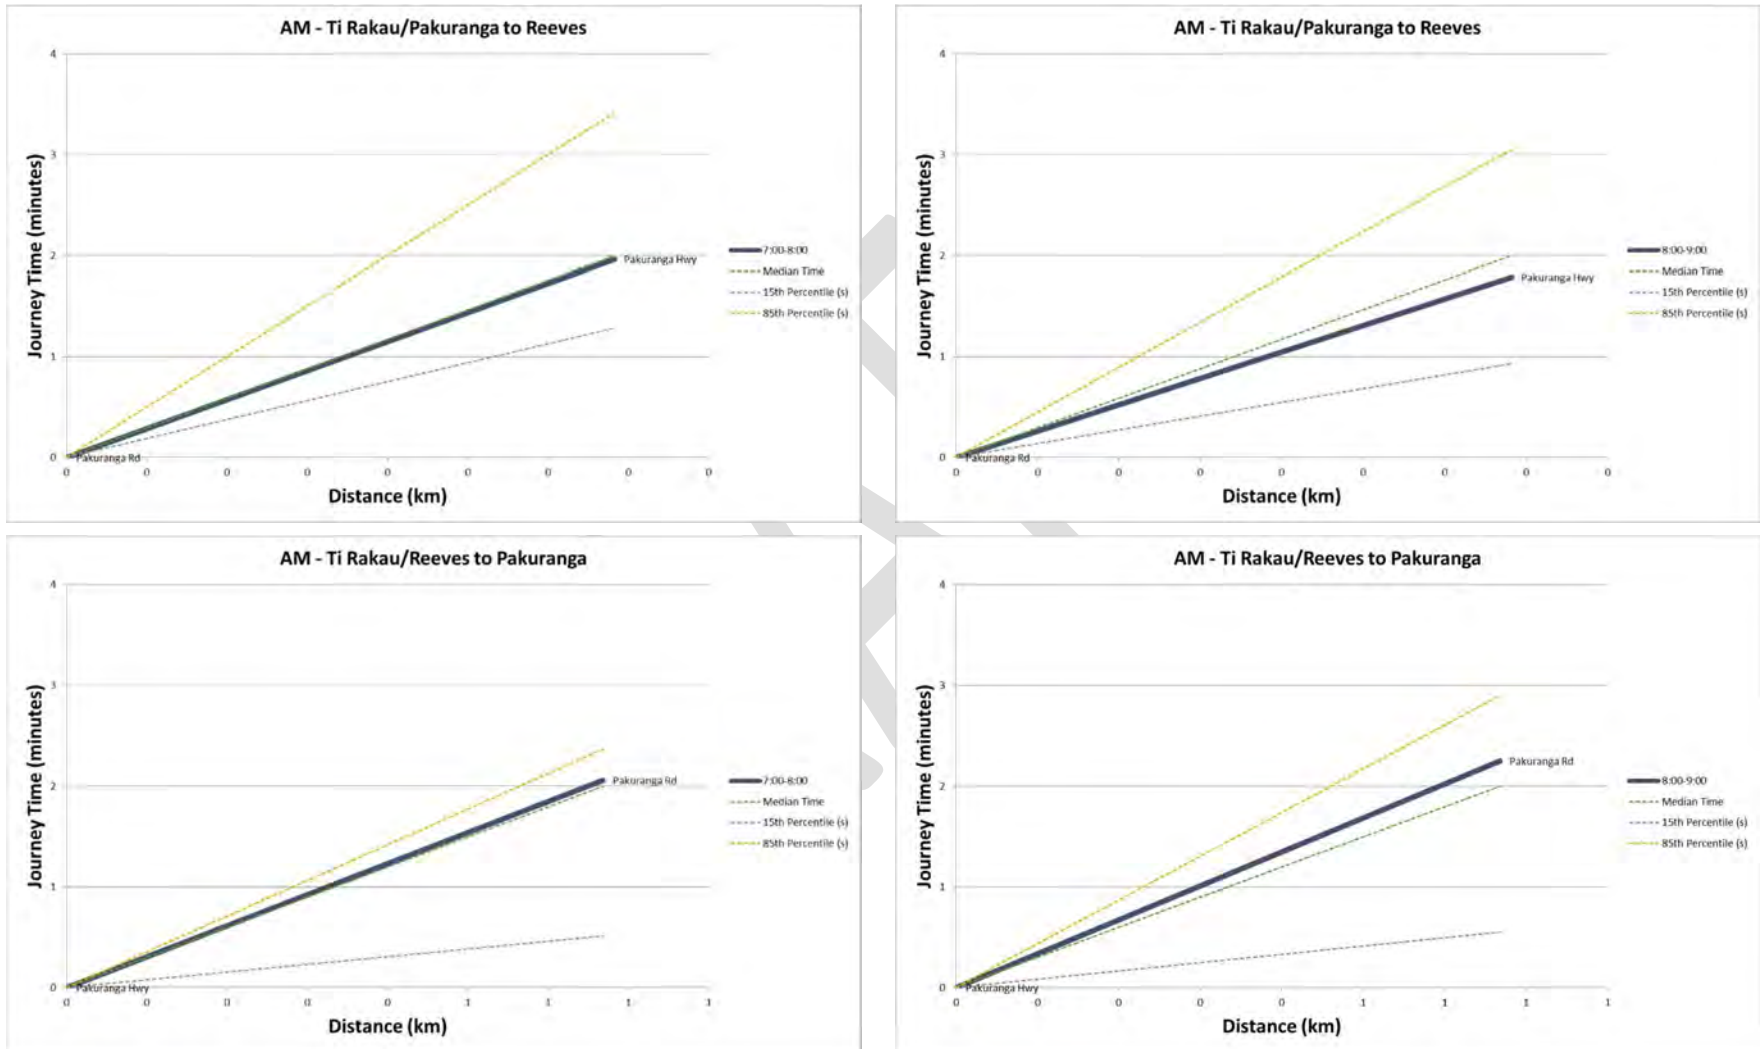 AM - Ti Rakau/Pakuranga to Reeves
4
3
2
1
0
Journey Time (minutes)
Pakuranga Hwy
Pakuranga Rd
0 0 0 0 0 0 0 0 0
Distance (km)
7:00-8:00
Median Time
15th Percentile (s)
85th Percentile (s)
AM - Ti Rakau/Pakuranga to Reeves
4
3
2
1
0
Journey Time (minutes)
Pakuranga Hwy
Pakuranga Rd
0 0 0 0 0 0 0 0 0
Distance (km)
8:00-9:00
Median Time
15th Percentile (s)
85th Percentile (s)
AM - Ti Rakau/Reeves to Pakuranga
4
3
2
1
0
Journey Time (minutes)
Pakuranga Rd
Pakuranga Hwy
0 0 0 0 0 1 1 1 1
Distance (km)
7:00-8:00
Median Time
15th Percentile (s)
85th Percentile (s)
AM - Ti Rakau/Reeves to Pakuranga
4
3
2
1
0
Journey Time (minutes)
Pakuranga Rd
Pakuranga Hwy
0 0 0 0 0 1 1 1 1
Distance (km)
8:00-9:00
Median Time
15th Percentile (s)
85th Percentile (s)